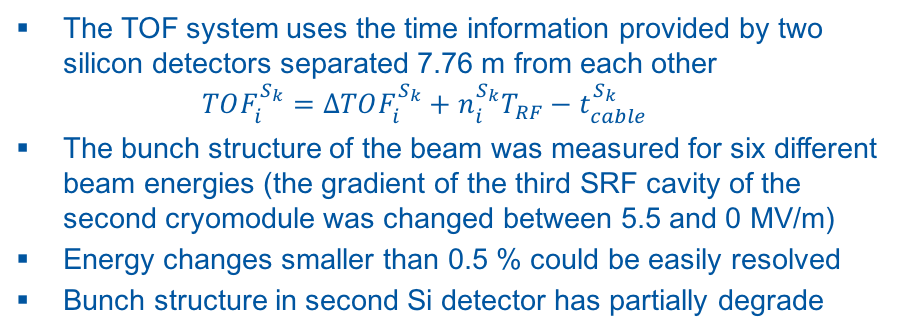 ▪ The TOF system uses the time information provided by two
silicon detectors separated 7.76 m from each other
$TOF_i^{S_k} = \Delta TOF_i^{S_k} + n_i^{S_k} T_{RF} - t_{cable}^{S_k}$
▪ The bunch structure of the beam was measured for six different
beam energies (the gradient of the third SRF cavity of the
second cryomodule was changed between 5.5 and 0 MV/m)
▪ Energy changes smaller than 0.5 % could be easily resolved
▪ Bunch structure in second Si detector has partially degrade